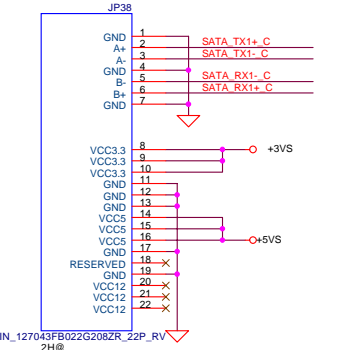 JP38
GND 1
A+ 2 SATA_TX1+_C
A- 3 SATA_TX1-_C
GND 4
B- 5 SATA_RX1-_C
B+ 6 SATA_RX1+_C
GND 7
VCC3.3 8 +3VS
VCC3.3 9
VCC3.3 10
GND 11
GND 12
GND 13
VCC5 14
VCC5 15
VCC5 16 +5VS
GND 17
RESERVED 18
GND 19
VCC12 20
VCC12 21
VCC12 22
IN_127043FB022G208ZR_22P_RV
2H@